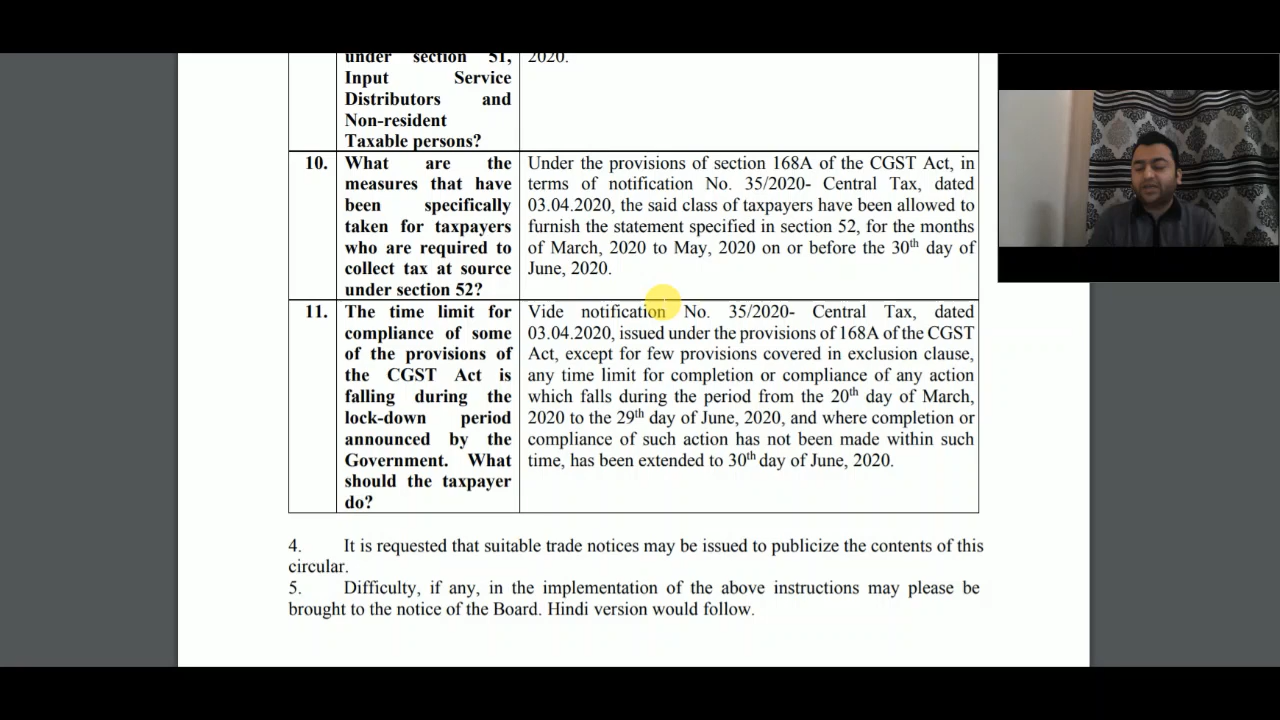 under section 51,
Input Service
Distributors and
Non-resident
Taxable persons?
2020.
10.
What are the
measures that have
been specifically
taken for taxpayers
who are required to
collect tax at source
under section 52?
Under the provisions of section 168A of the CGST Act, in
terms of notification No. 35/2020- Central Tax, dated
03.04.2020, the said class of taxpayers have been allowed to
furnish the statement specified in section 52, for the months
of March, 2020 to May, 2020 on or before the 30th day of
June, 2020.
11.
The time limit for
compliance of some
of the provisions of
the CGST Act is
falling during the
lock-down period
announced by the
Government. What
should the taxpayer
do?
Vide notification No. 35/2020- Central Tax, dated
03.04.2020, issued under the provisions of 168A of the CGST
Act, except for few provisions covered in exclusion clause,
any time limit for completion or compliance of any action
which falls during the period from the 20th day of March,
2020 to the 29th day of June, 2020, and where completion or
compliance of such action has not been made within such
time, has been extended to 30th day of June, 2020.
4. It is requested that suitable trade notices may be issued to publicize the contents of this
circular.
5. Difficulty, if any, in the implementation of the above instructions may please be
brought to the notice of the Board. Hindi version would follow.